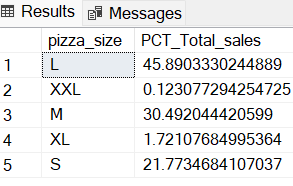 Results Messages
pizza_size PCT_Total_sales
1 L 45.8903330244889
2 XXL 0.123077294254725
3 M 30.492044420599
4 XL 1.72107684995364
5 S 21.7734684107037